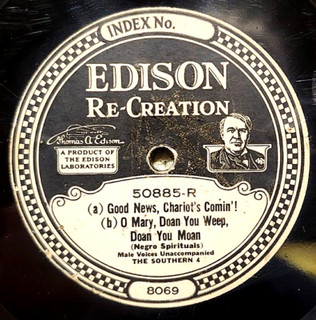 INDEX No.
EDISON
RE-CREATION
Thomas A. Edison
A PRODUCT OF
THE EDISON
LABORATORIES
50885-R
(a) Good News, Chariot's Comin'!
(b) O Mary, Doan You Weep,
Doan You Moan
(Negro Spirituals)
Male Voices Unaccompanied
THE SOUTHERN 4
8069